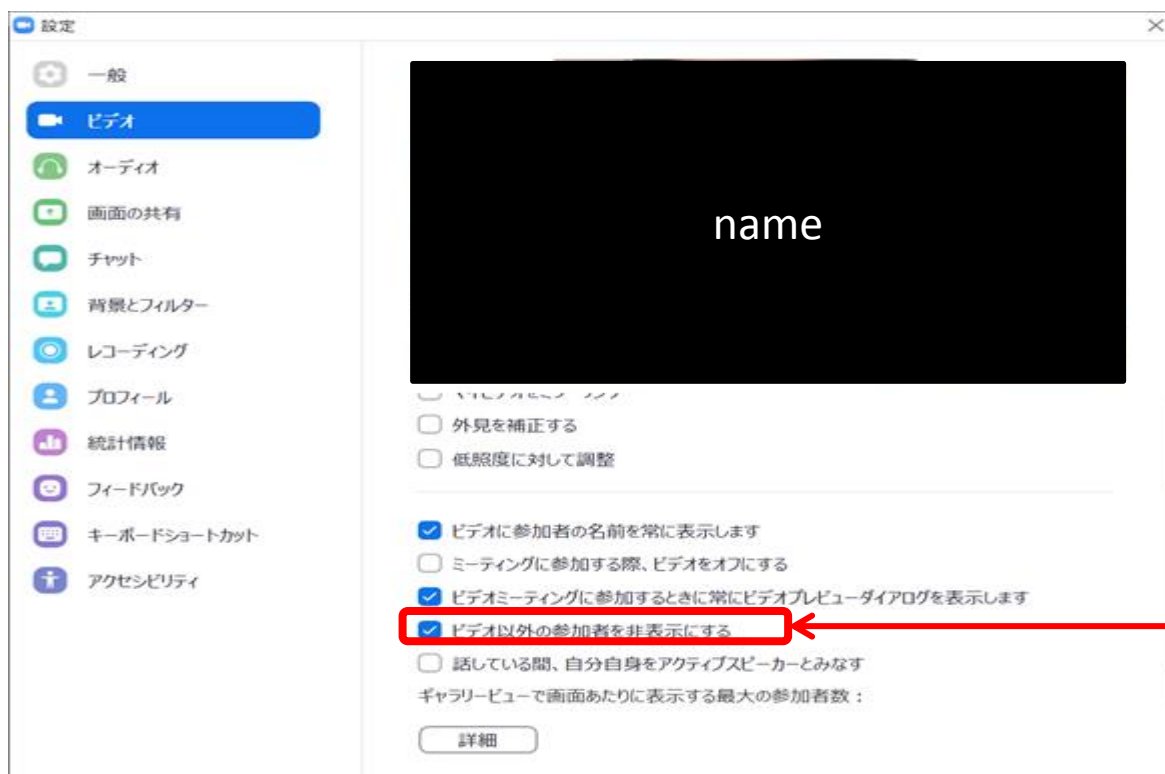 設定
一般
ビデオ
オーディオ
画面の共有
チャット
背景とフィルター
レコーディング
プロフィール
統計情報
フィードバック
キーボードショートカット
アクセシビリティ
name
外見を補正する
低照度に対して調整
ビデオに参加者の名前を常に表示します
ミーティングに参加する際、ビデオをオフにする
ビデオミーティングに参加するときに常にビデオプレビューダイアログを表示します
ビデオ以外の参加者を非表示にする
話している間、自分自身をアクティブスピーカーとみなす
ギャラリービューで画面あたりに表示する最大の参加者数：
詳細